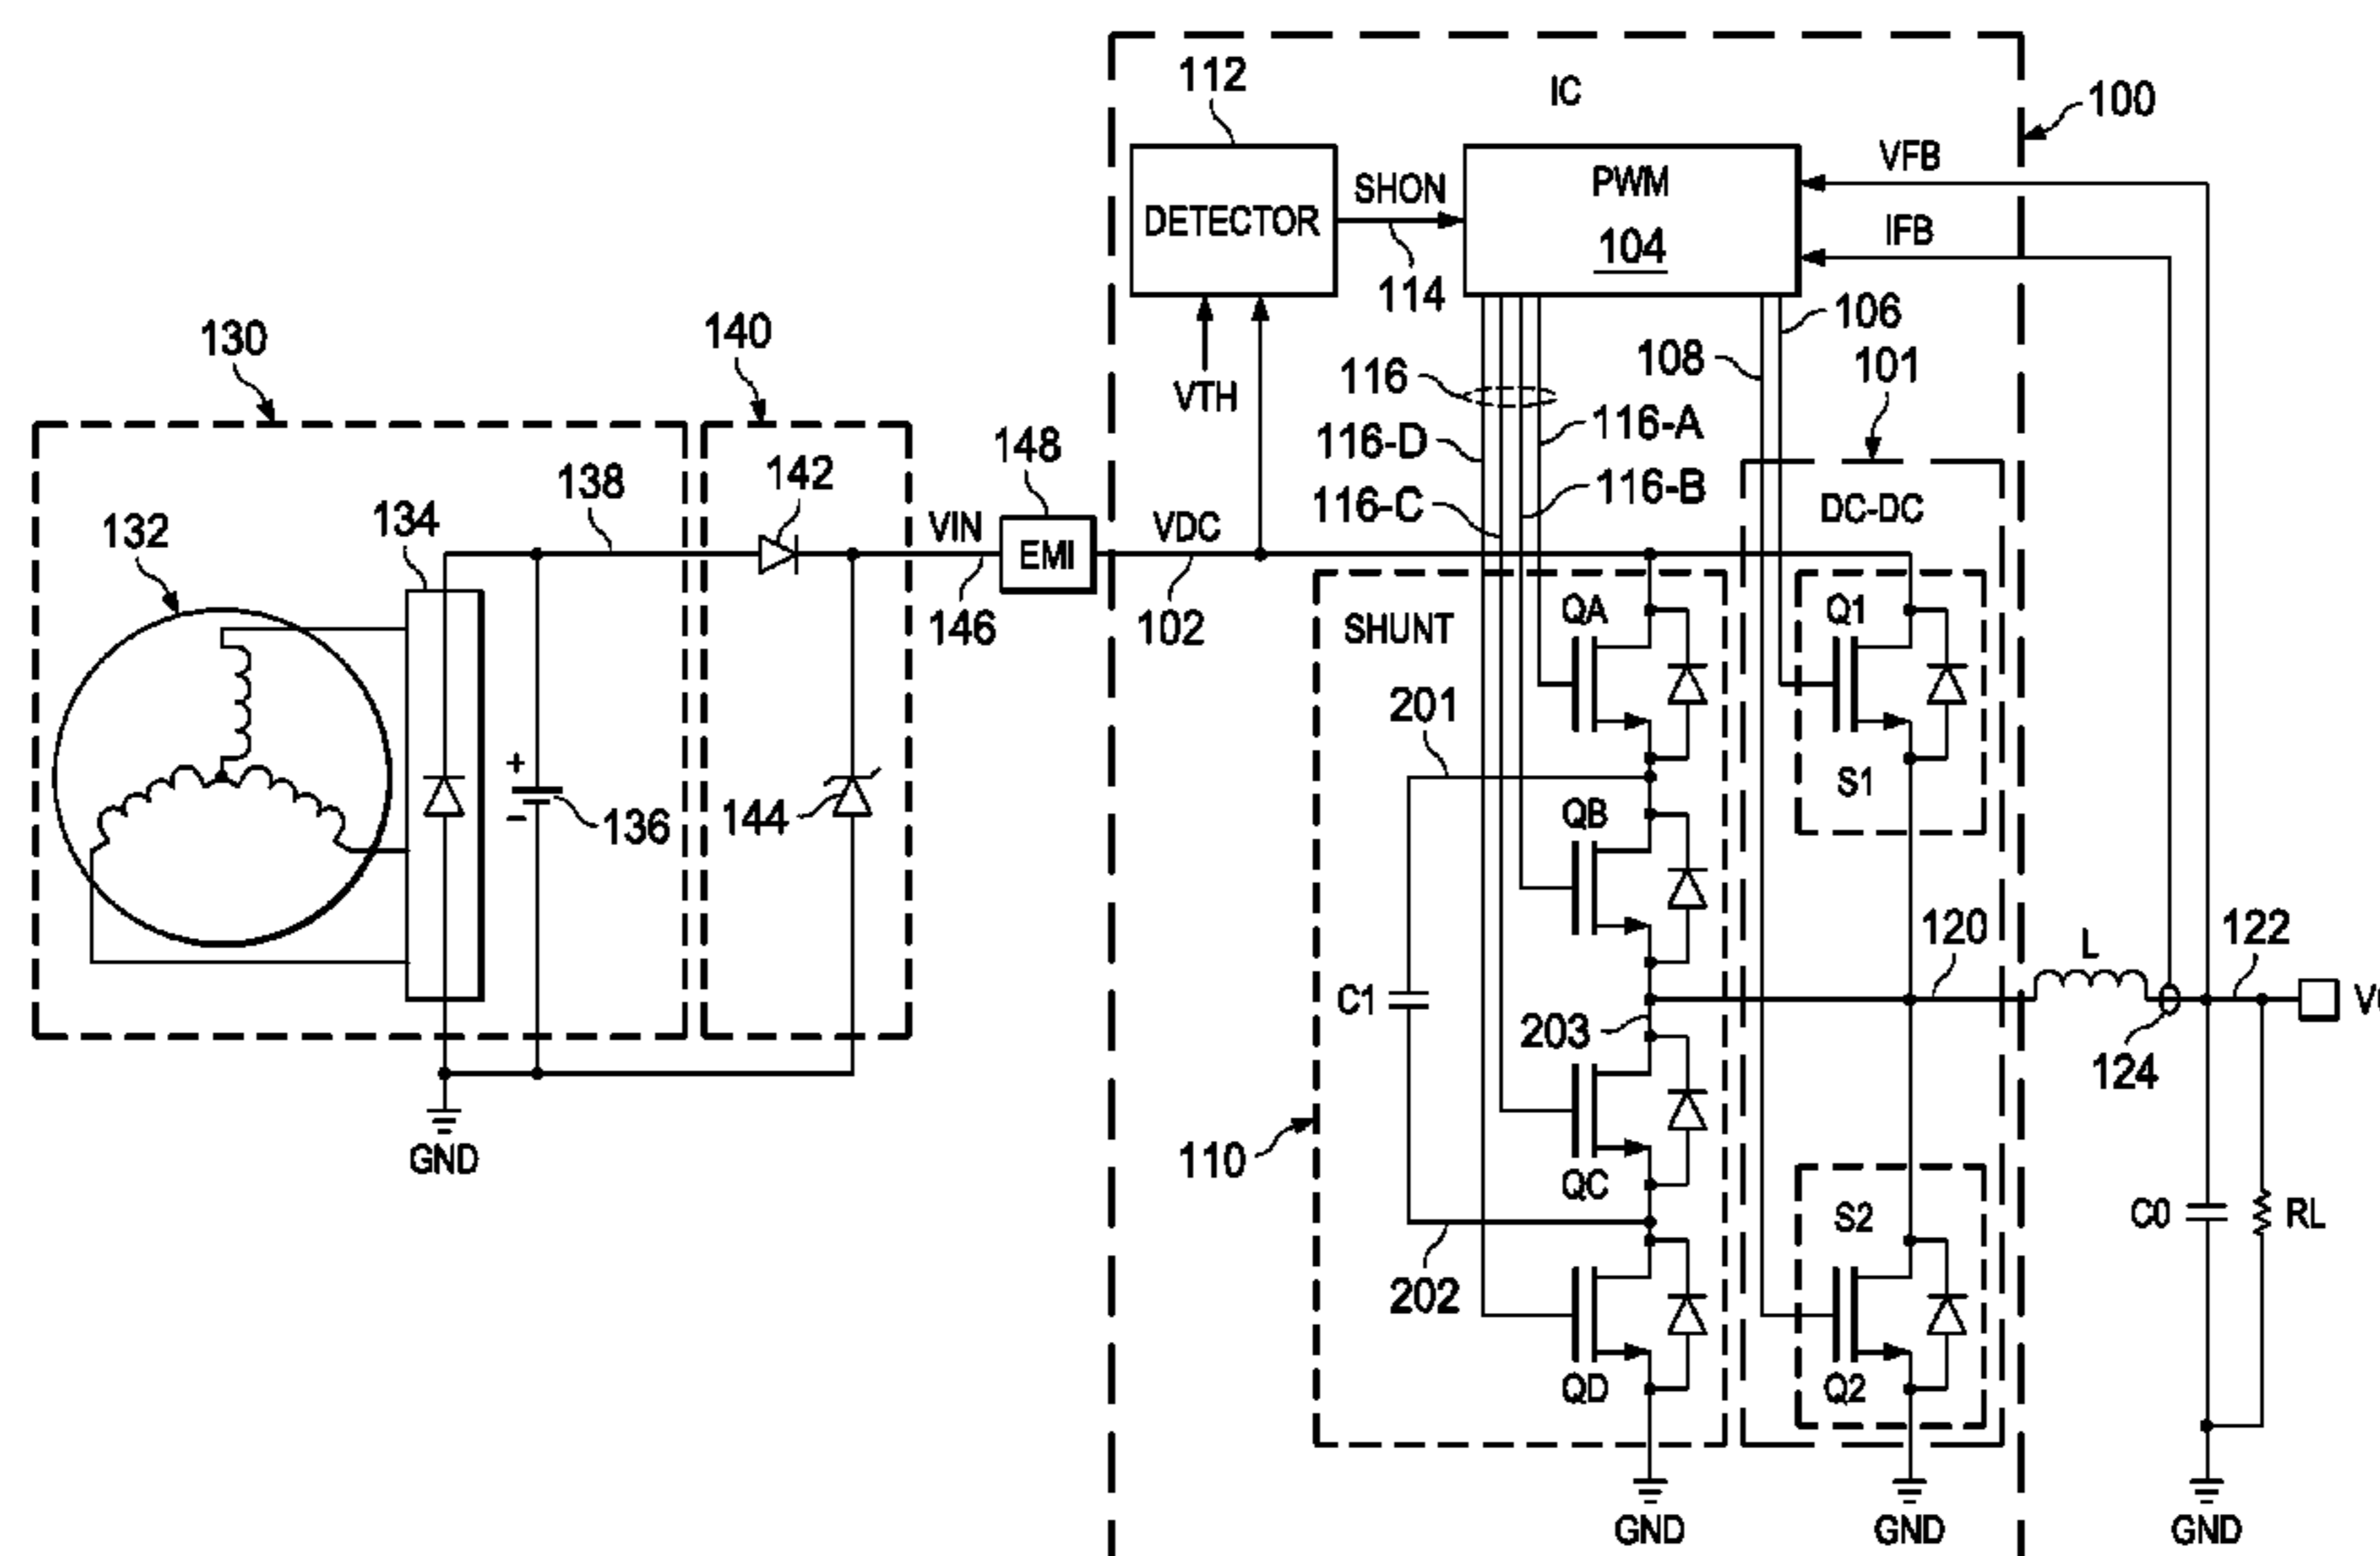 112
IC
100
VFB
SHON
PWM
DETECTOR
104
IFB
114
106
130
140
108
101
116
VTH
116-D
116-A
148
142
138
116-C
116-B
134
DC-DC
132
VIN
EMI
VDC
146
102
SHUNT
QA
Q1
201
S1
+
-
136
144
QB
C1
203
120
L
122
124
GND
110
QC
S2
C0
RL
202
QD
Q2
GND
GND
GND